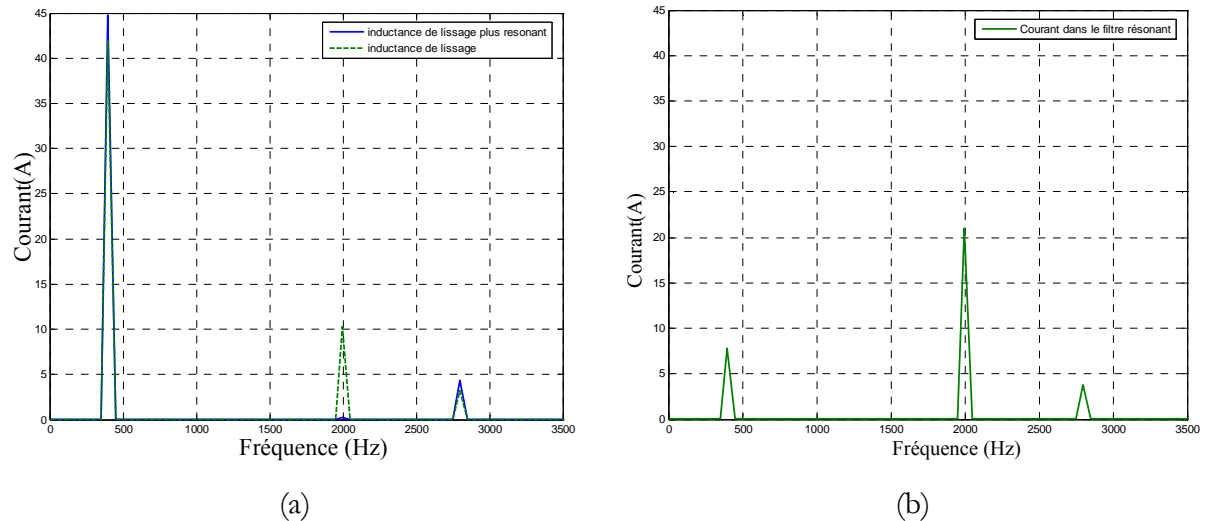 45
40
35
30
25
20
15
10
5
0
Courant(A)
inductance de lissage plus resonant
inductance de lissage
0 500 1000 1500 2000 2500 3000 3500
Fréquence (Hz)
(a)
45
40
35
30
25
20
15
10
5
0
Courant(A)
Courant dans le filtre résonant
0 500 1000 1500 2000 2500 3000 3500
Fréquence (Hz)
(b)